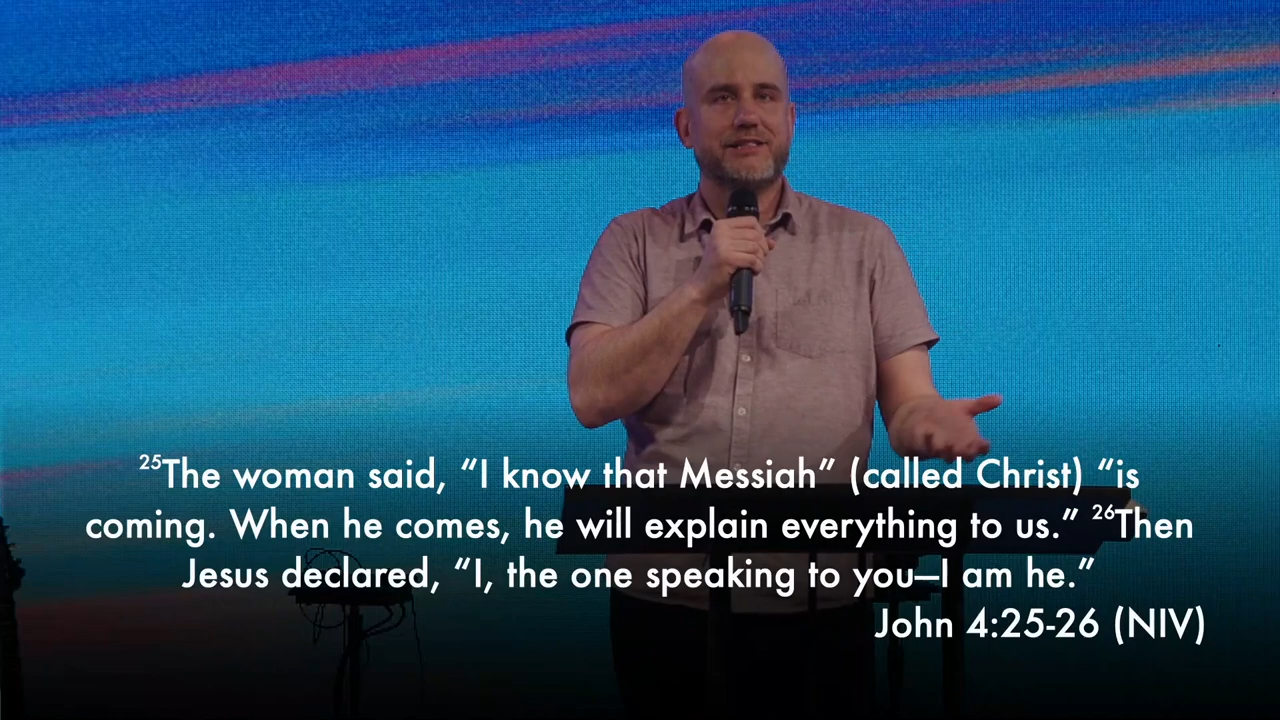 25The woman said, “I know that Messiah” (called Christ) “is
coming. When he comes, he will explain everything to us.” 26Then
Jesus declared, “I, the one speaking to you—I am he.”
John 4:25-26 (NIV)